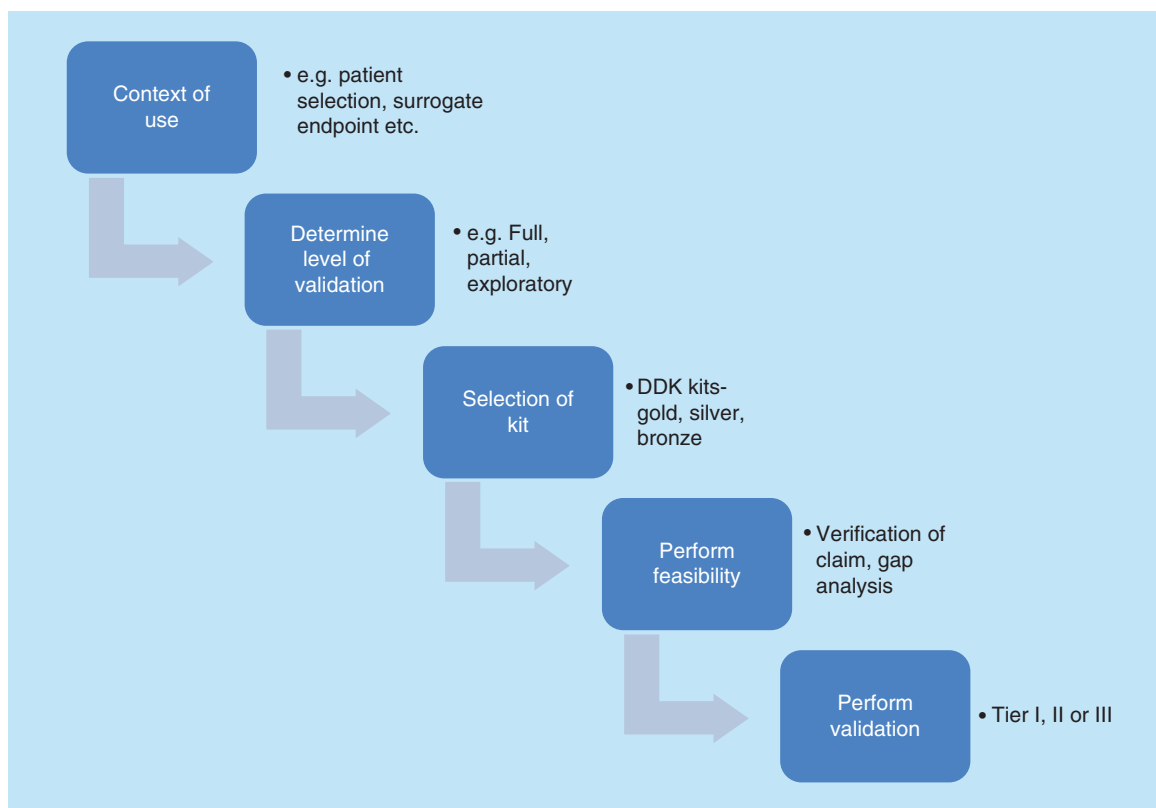 Context of
use
• e.g. patient
selection, surrogate
endpoint etc.
Determine
level of
validation
• e.g. Full,
partial,
exploratory
Selection of
kit
• DDK kits-
gold, silver,
bronze
Perform
feasibility
• Verification of
claim, gap
analysis
Perform
validation
• Tier I, II or III